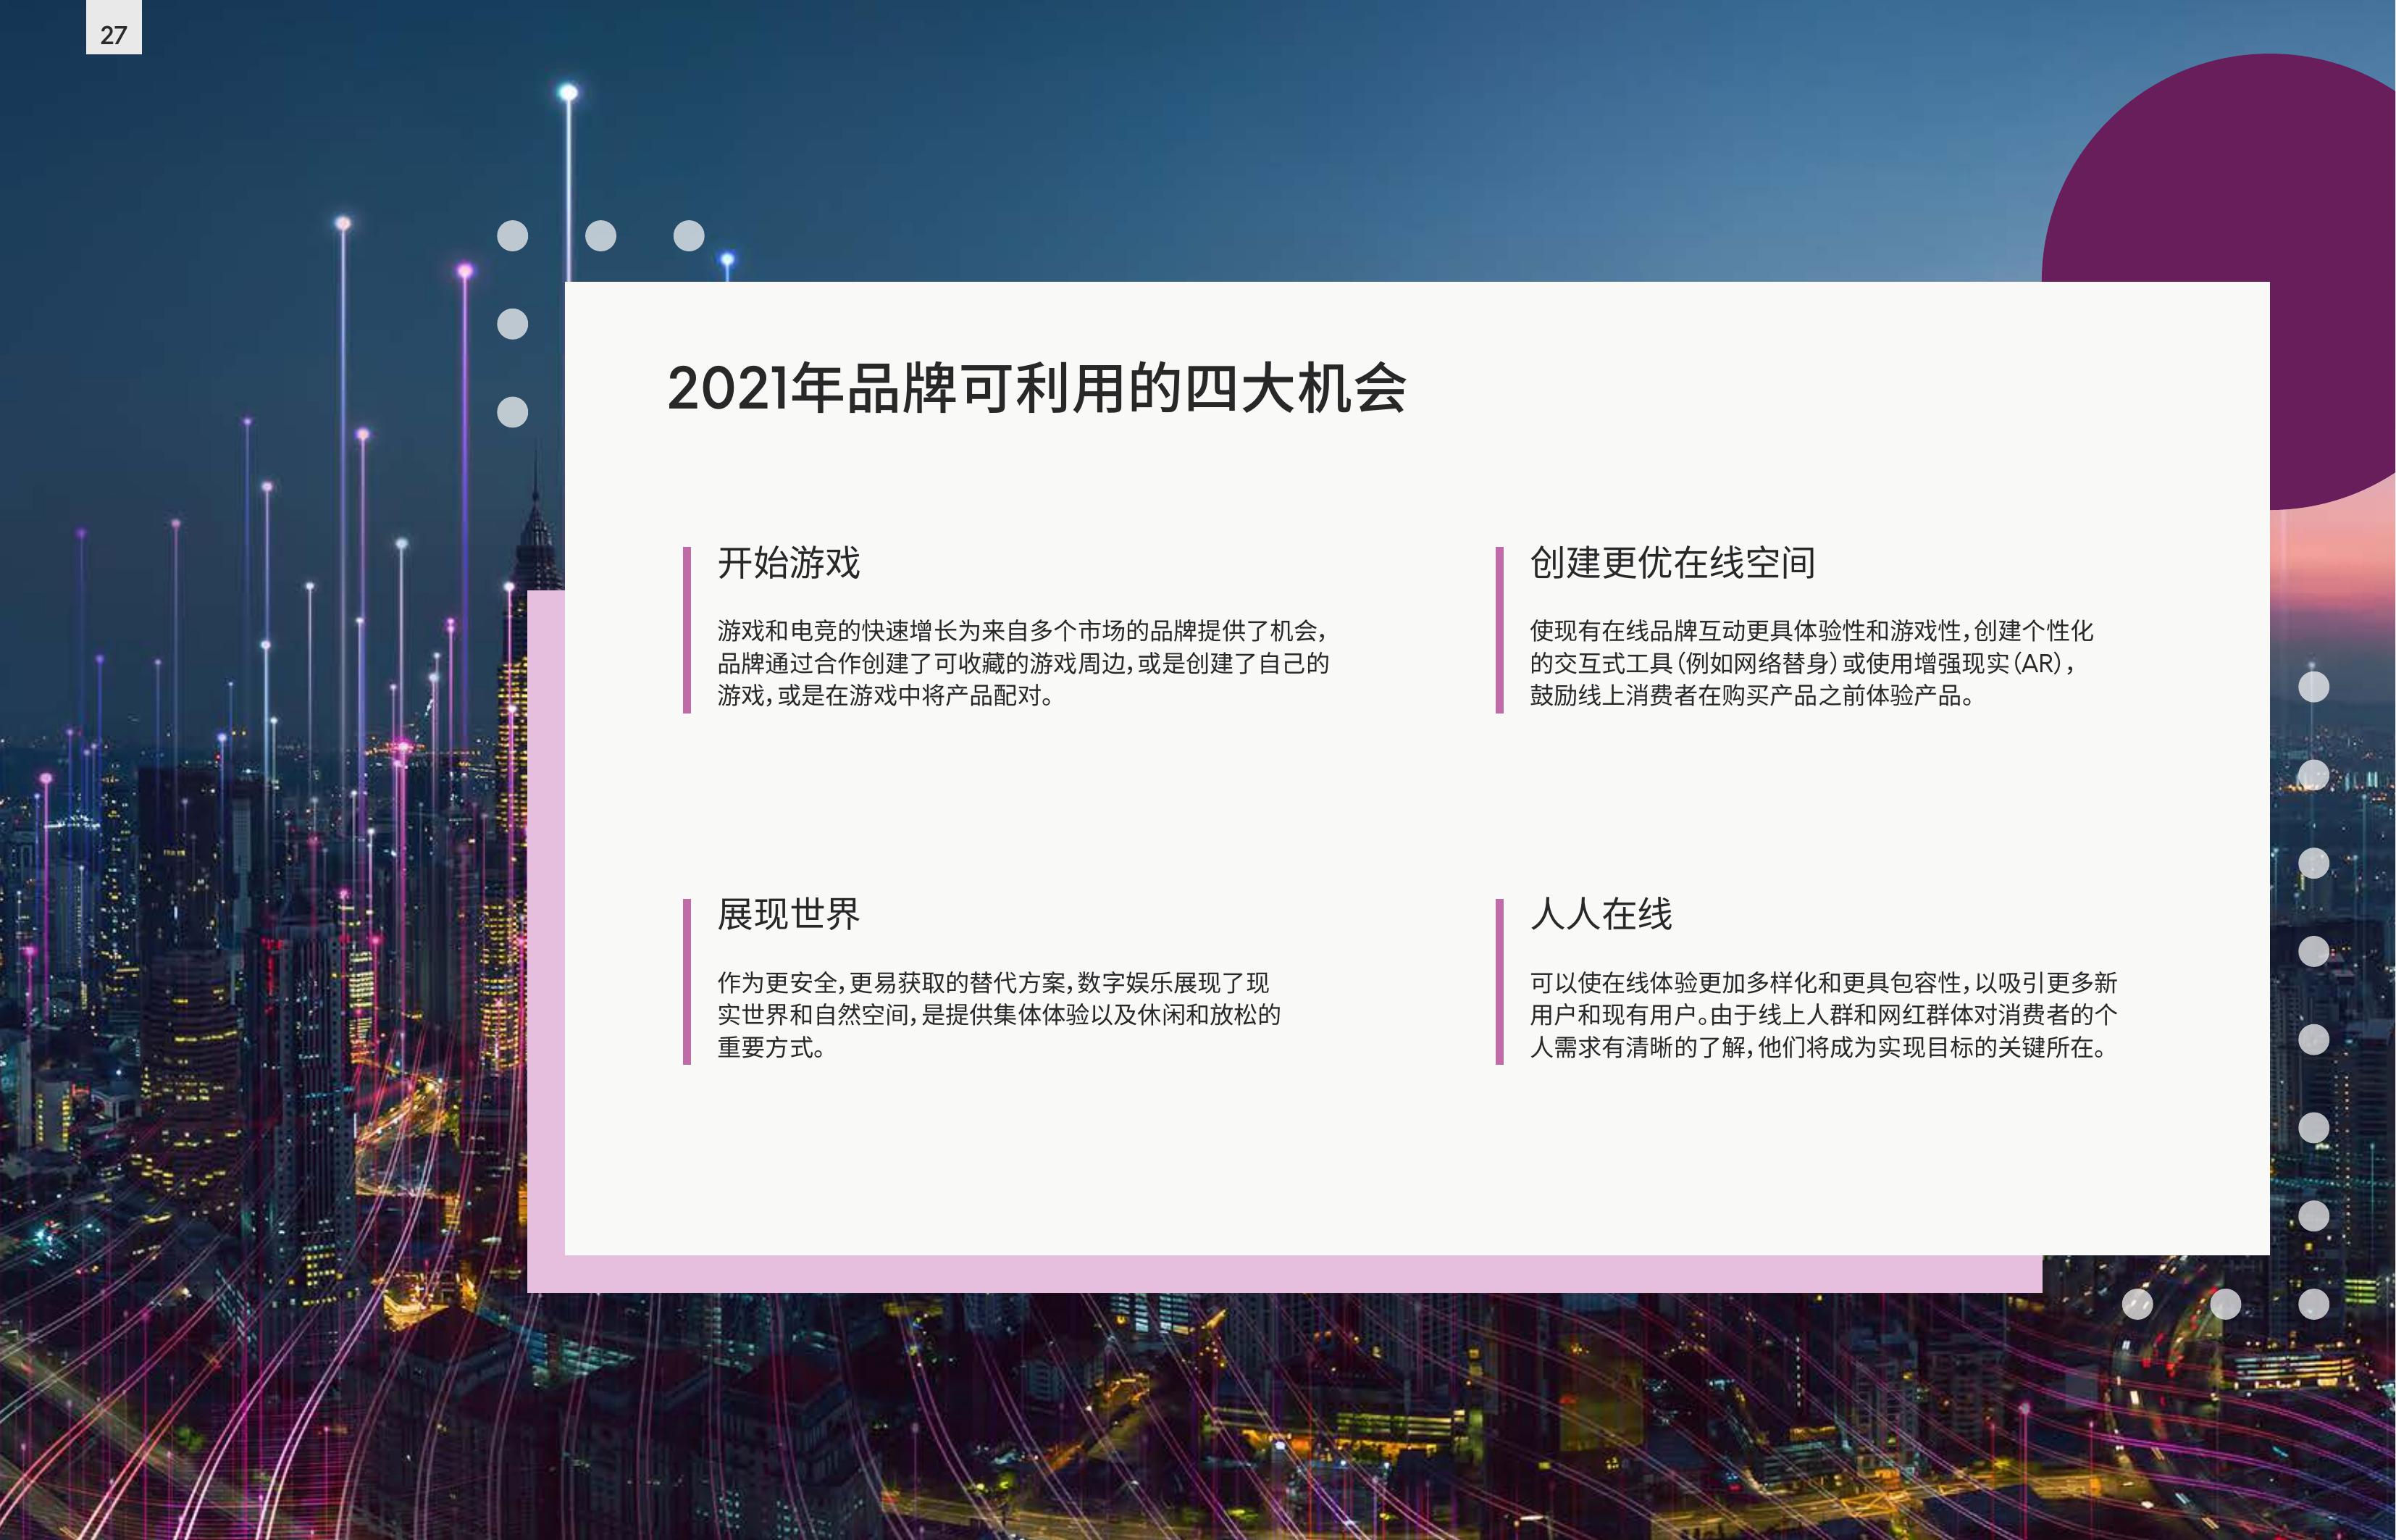 27
2021年品牌可利用的四大机会
开始游戏
游戏和电竞的快速增长为来自多个市场的品牌提供了机会，
品牌通过合作创建了可收藏的游戏周边，或是创建了自己的
游戏，或是在游戏中将产品配对。
创建更优在线空间
使现有在线品牌互动更具体验性和游戏性，创建个性化
的交互式工具（例如网络替身）或使用增强现实（AR），
鼓励线上消费者在购买产品之前体验产品。
展现世界
作为更安全，更易获取的替代方案，数字娱乐展现了现
实世界和自然空间，是提供集体体验以及休闲和放松的
重要方式。
人人在线
可以使在线体验更加多样化和更具包容性，以吸引更多新
用户和现有用户。由于线上人群和网红群体对消费者的个
人需求有清晰的了解，他们将成为实现目标的关键所在。